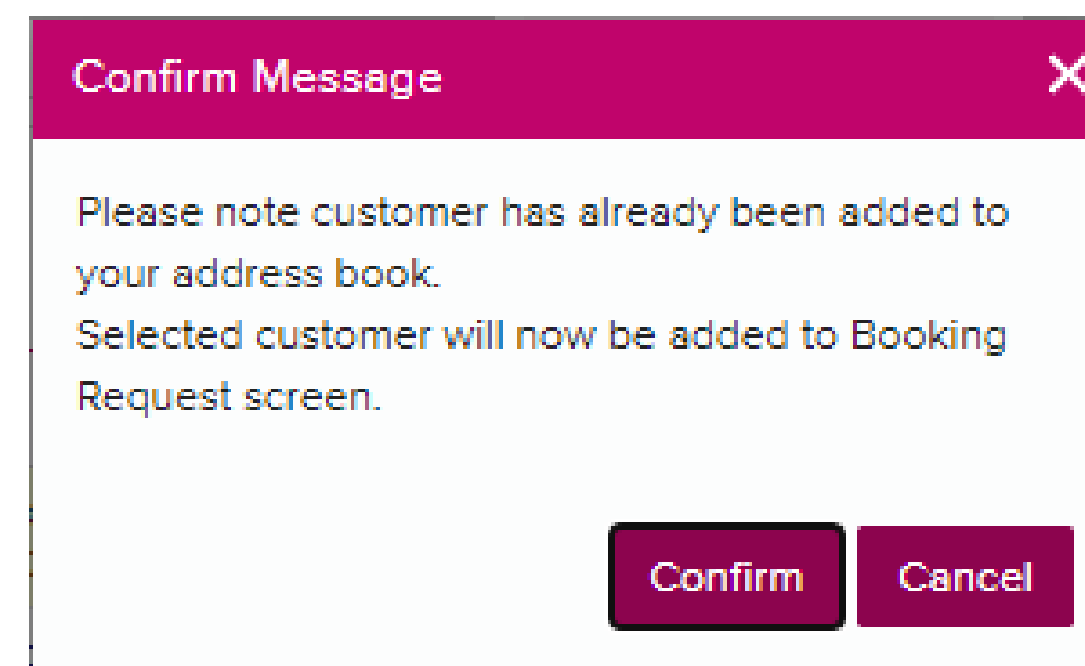 Confirm Message
Please note customer has already been added to
your address book.
Selected customer will now be added to Booking
Request screen.
Confirm Cancel